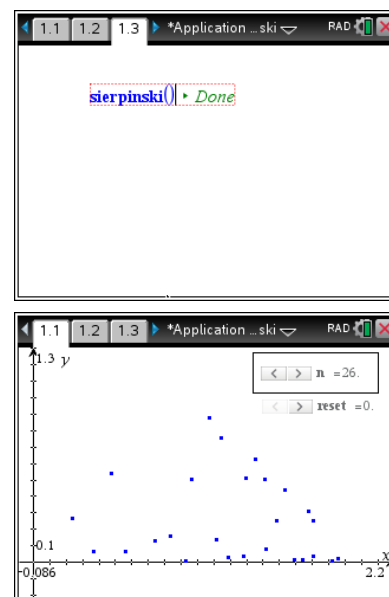 1.1 1.2 1.3 *Application ...ski RAD
sierpinski() ▸ Done
1.1 1.2 1.3 *Application ...ski RAD
1.3 y
n =26.
reset =0.
0.1
x
-0.086
2.2